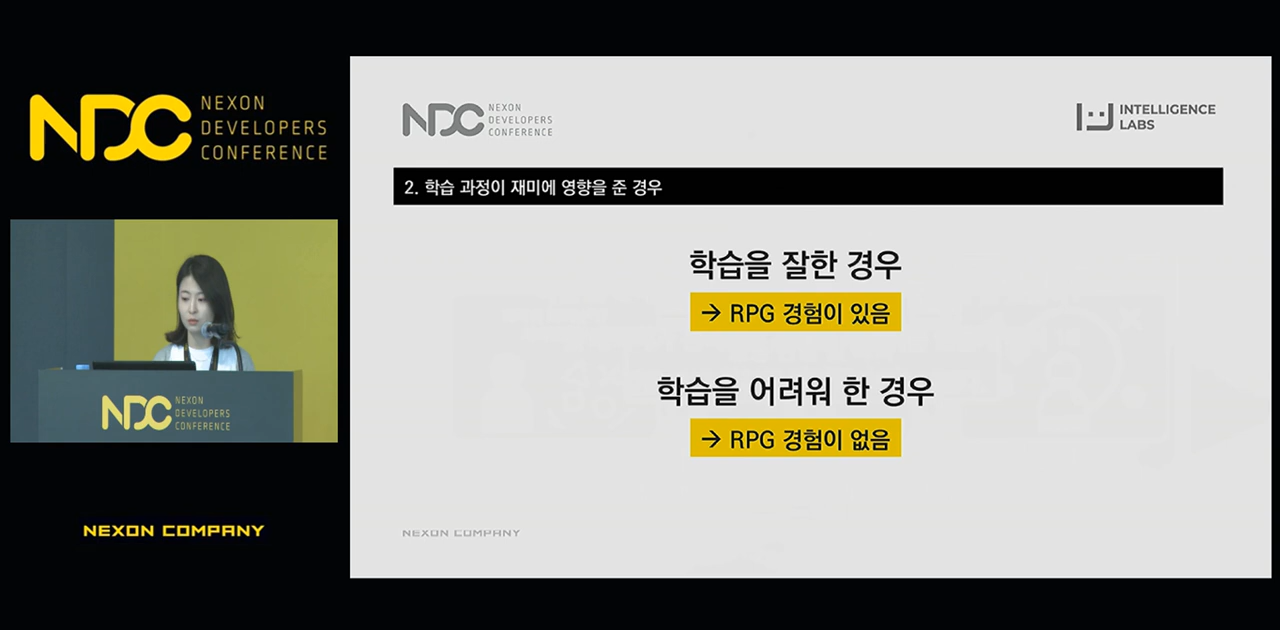 NDC NEXON
DEVELOPERS
CONFERENCE
NDC NEXON
DEVELOPERS
CONFERENCE
NEXON COMPANY
NDC NEXON
DEVELOPERS
CONFERENCE
INTELLIGENCE
LABS
2. 학습 과정이 재미에 영향을 준 경우
학습을 잘한 경우
→ RPG 경험이 있음
학습을 어려워 한 경우
→ RPG 경험이 없음
NEXON COMPANY